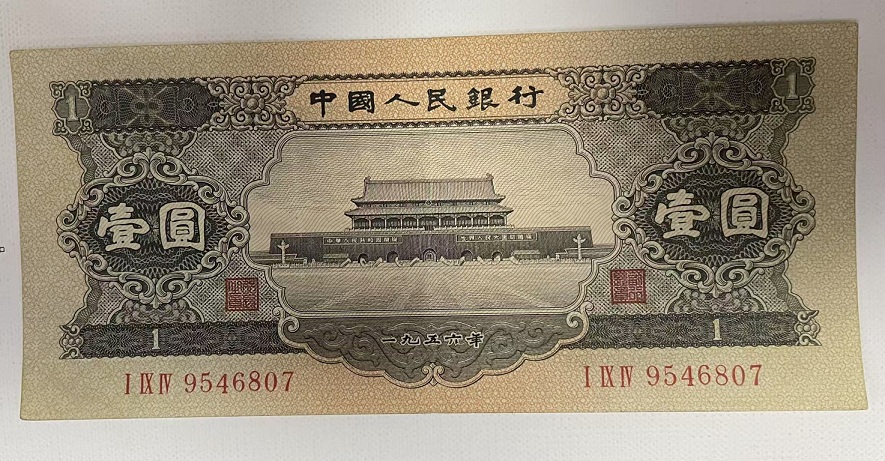 1 1
中國人民銀行
壹圓 壹圓
1 1
一九五六年
I IX IV 9546807 I IX IV 9546807